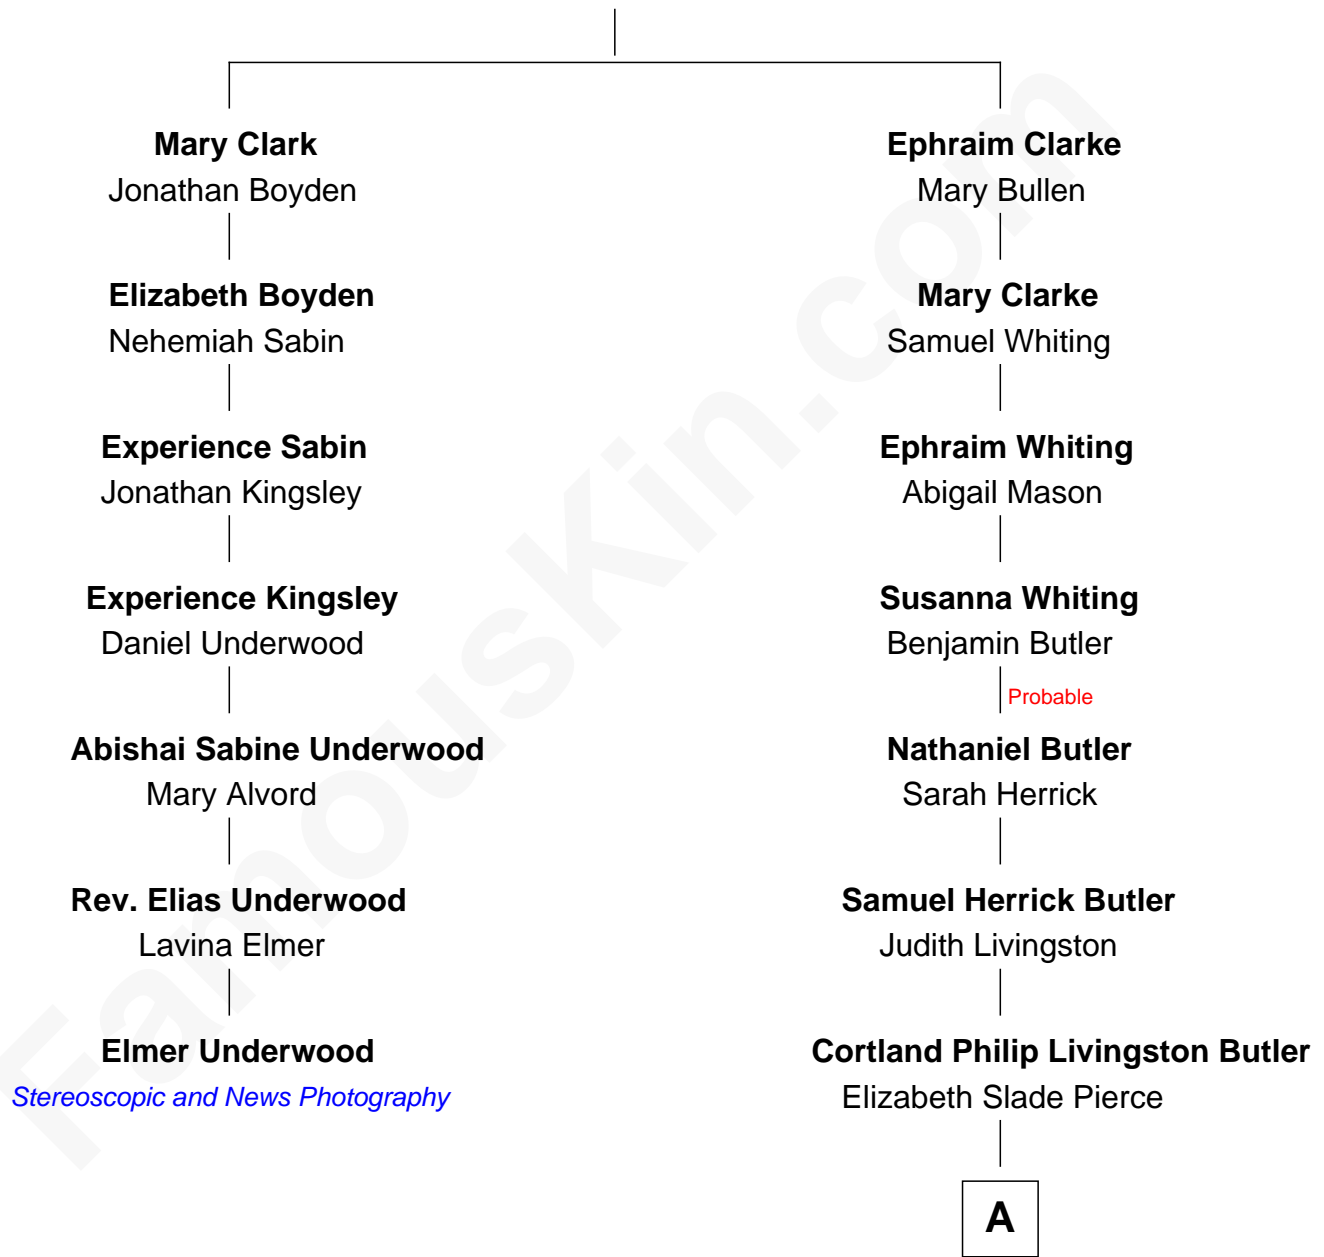 Mary Clark
Jonathan Boyden
Elizabeth Boyden
Nehemiah Sabin
Experience Sabin
Jonathan Kingsley
Experience Kingsley
Daniel Underwood
Abishai Sabine Underwood
Mary Alvord
Rev. Elias Underwood
Lavina Elmer
Elmer Underwood
Stereoscopic and News Photography
Ephraim Clarke
Mary Bullen
Mary Clarke
Samuel Whiting
Ephraim Whiting
Abigail Mason
Susanna Whiting
Benjamin Butler
Probable
Nathaniel Butler
Sarah Herrick
Samuel Herrick Butler
Judith Livingston
Cortland Philip Livingston Butler
Elizabeth Slade Pierce
A
FamousKin.com